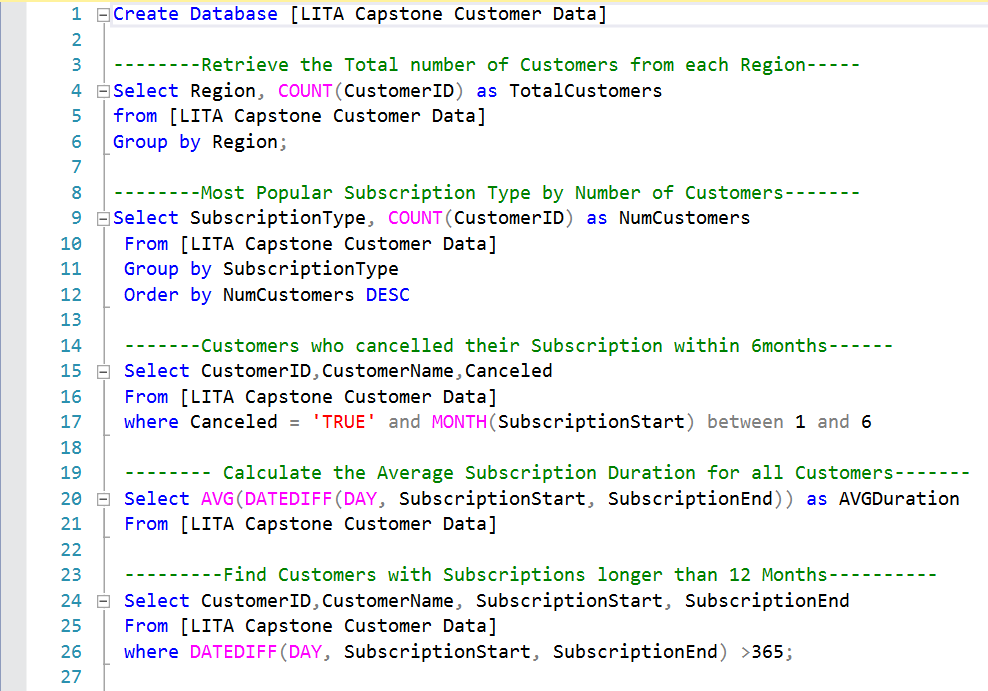 1 Create Database [LITA Capstone Customer Data]
2
3 --------Retrieve the Total number of Customers from each Region-----
4 Select Region, COUNT(CustomerID) as TotalCustomers
5 from [LITA Capstone Customer Data]
6 Group by Region;
7
8 --------Most Popular Subscription Type by Number of Customers-------
9 Select SubscriptionType, COUNT(CustomerID) as NumCustomers
10 From [LITA Capstone Customer Data]
11 Group by SubscriptionType
12 Order by NumCustomers DESC
13
14 -------Customers who cancelled their Subscription within 6months------
15 Select CustomerID,CustomerName,Canceled
16 From [LITA Capstone Customer Data]
17 where Canceled = 'TRUE' and MONTH(SubscriptionStart) between 1 and 6
18
19 -------- Calculate the Average Subscription Duration for all Customers-------
20 Select AVG(DATEDIFF(DAY, SubscriptionStart, SubscriptionEnd)) as AVGDuration
21 From [LITA Capstone Customer Data]
22
23 ---------Find Customers with Subscriptions longer than 12 Months----------
24 Select CustomerID,CustomerName, SubscriptionStart, SubscriptionEnd
25 From [LITA Capstone Customer Data]
26 where DATEDIFF(DAY, SubscriptionStart, SubscriptionEnd) >365;
27